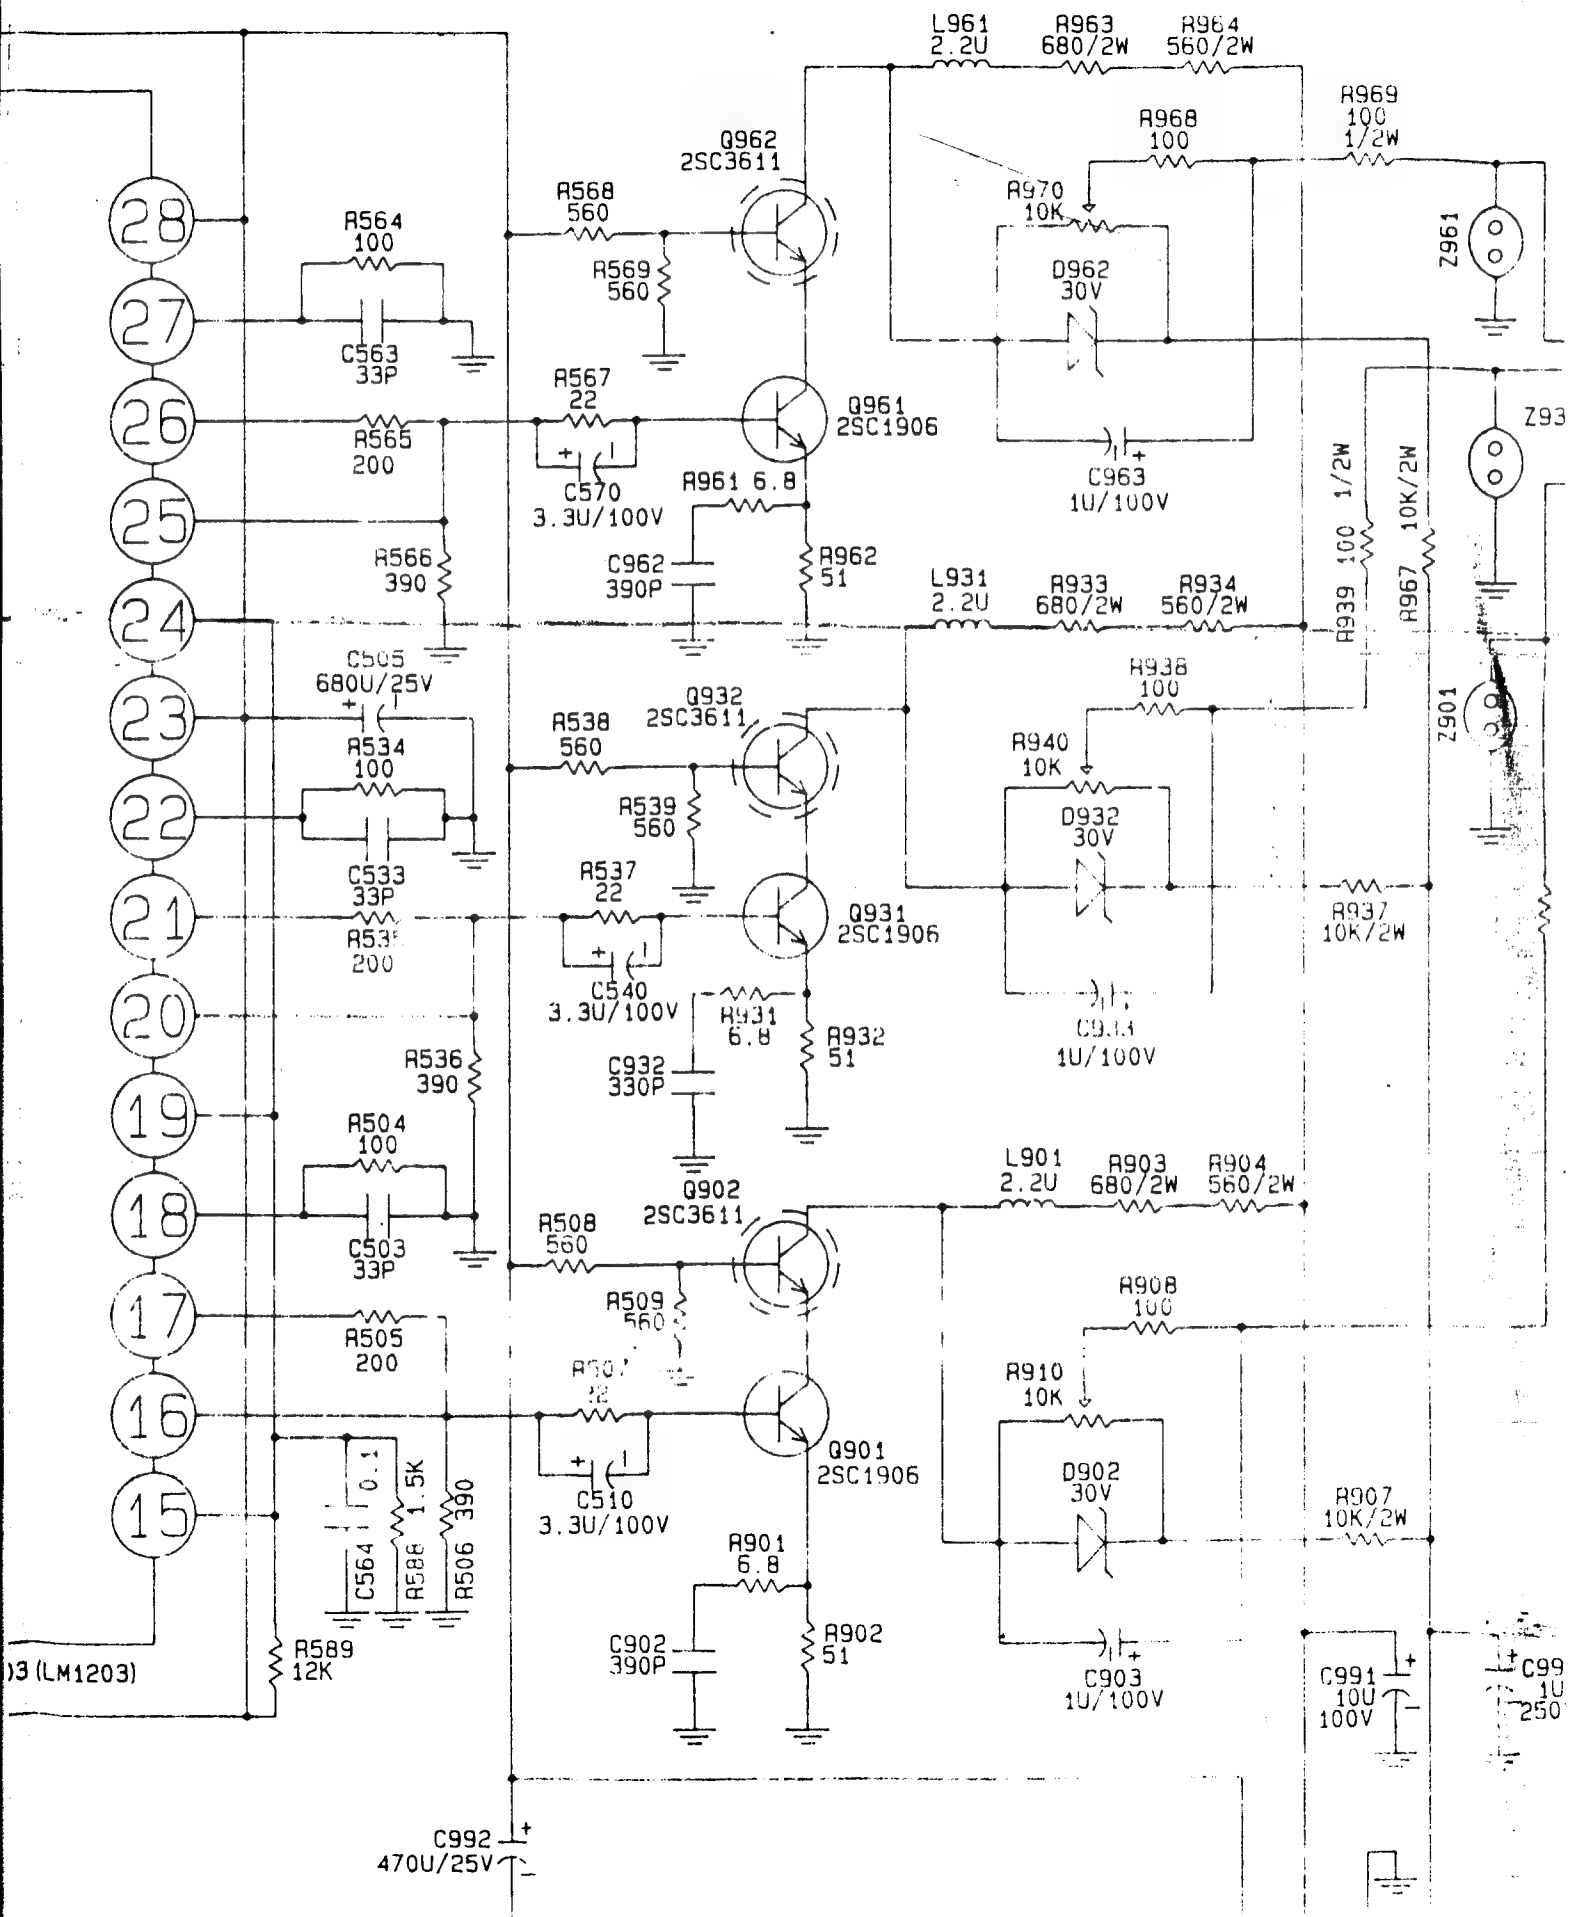 L961
2.2U
R963
680/2W
R964
560/2W
R969
100
1/2W
R968
100
Q962
2SC3611
R970
10K
R568
560
28
R564
100
R569
560
D962
30V
Z961
27
C563
33P
R567
22
26
R565
200
Q961
2SC1906
+
C570
3.3U/100V
R961 6.8
+
C963
1U/100V
R939 100 1/2W
R967 10K/2W
25
R566
390
C962
390P
R962
51
L931
2.2U
R933
680/2W
R934
560/2W
24
C505
680U/25V
+
R938
100
23
R534
100
R538
560
Q932
2SC3611
R940
10K
Z901
22
R539
560
D932
30V
C533
33P
R537
22
21
200
Q931
2SC1906
R937
10K/2W
+
C540
3.3U/100V
20
R931
6.8
R932
51
1U/100V
R536
390
C932
330P
19
R504
100
L901
2.2U
R903
680/2W
R904
560/2W
18
Q902
2SC3611
R508
560
C503
33P
R908
100
17
R509
560
R505
200
R910
10K
16
Q901
2SC1906
+
C510
3.3U/100V
D902
30V
R907
10K/2W
15
C564 0.1
R588 1.5K
R506 390
R901
6.8
C902
390P
R902
51
+
C903
1U/100V
R589
12K
(LM1203)
C991
10U
100V
+
−
+
1U
250
C992
470U/25V
+
−